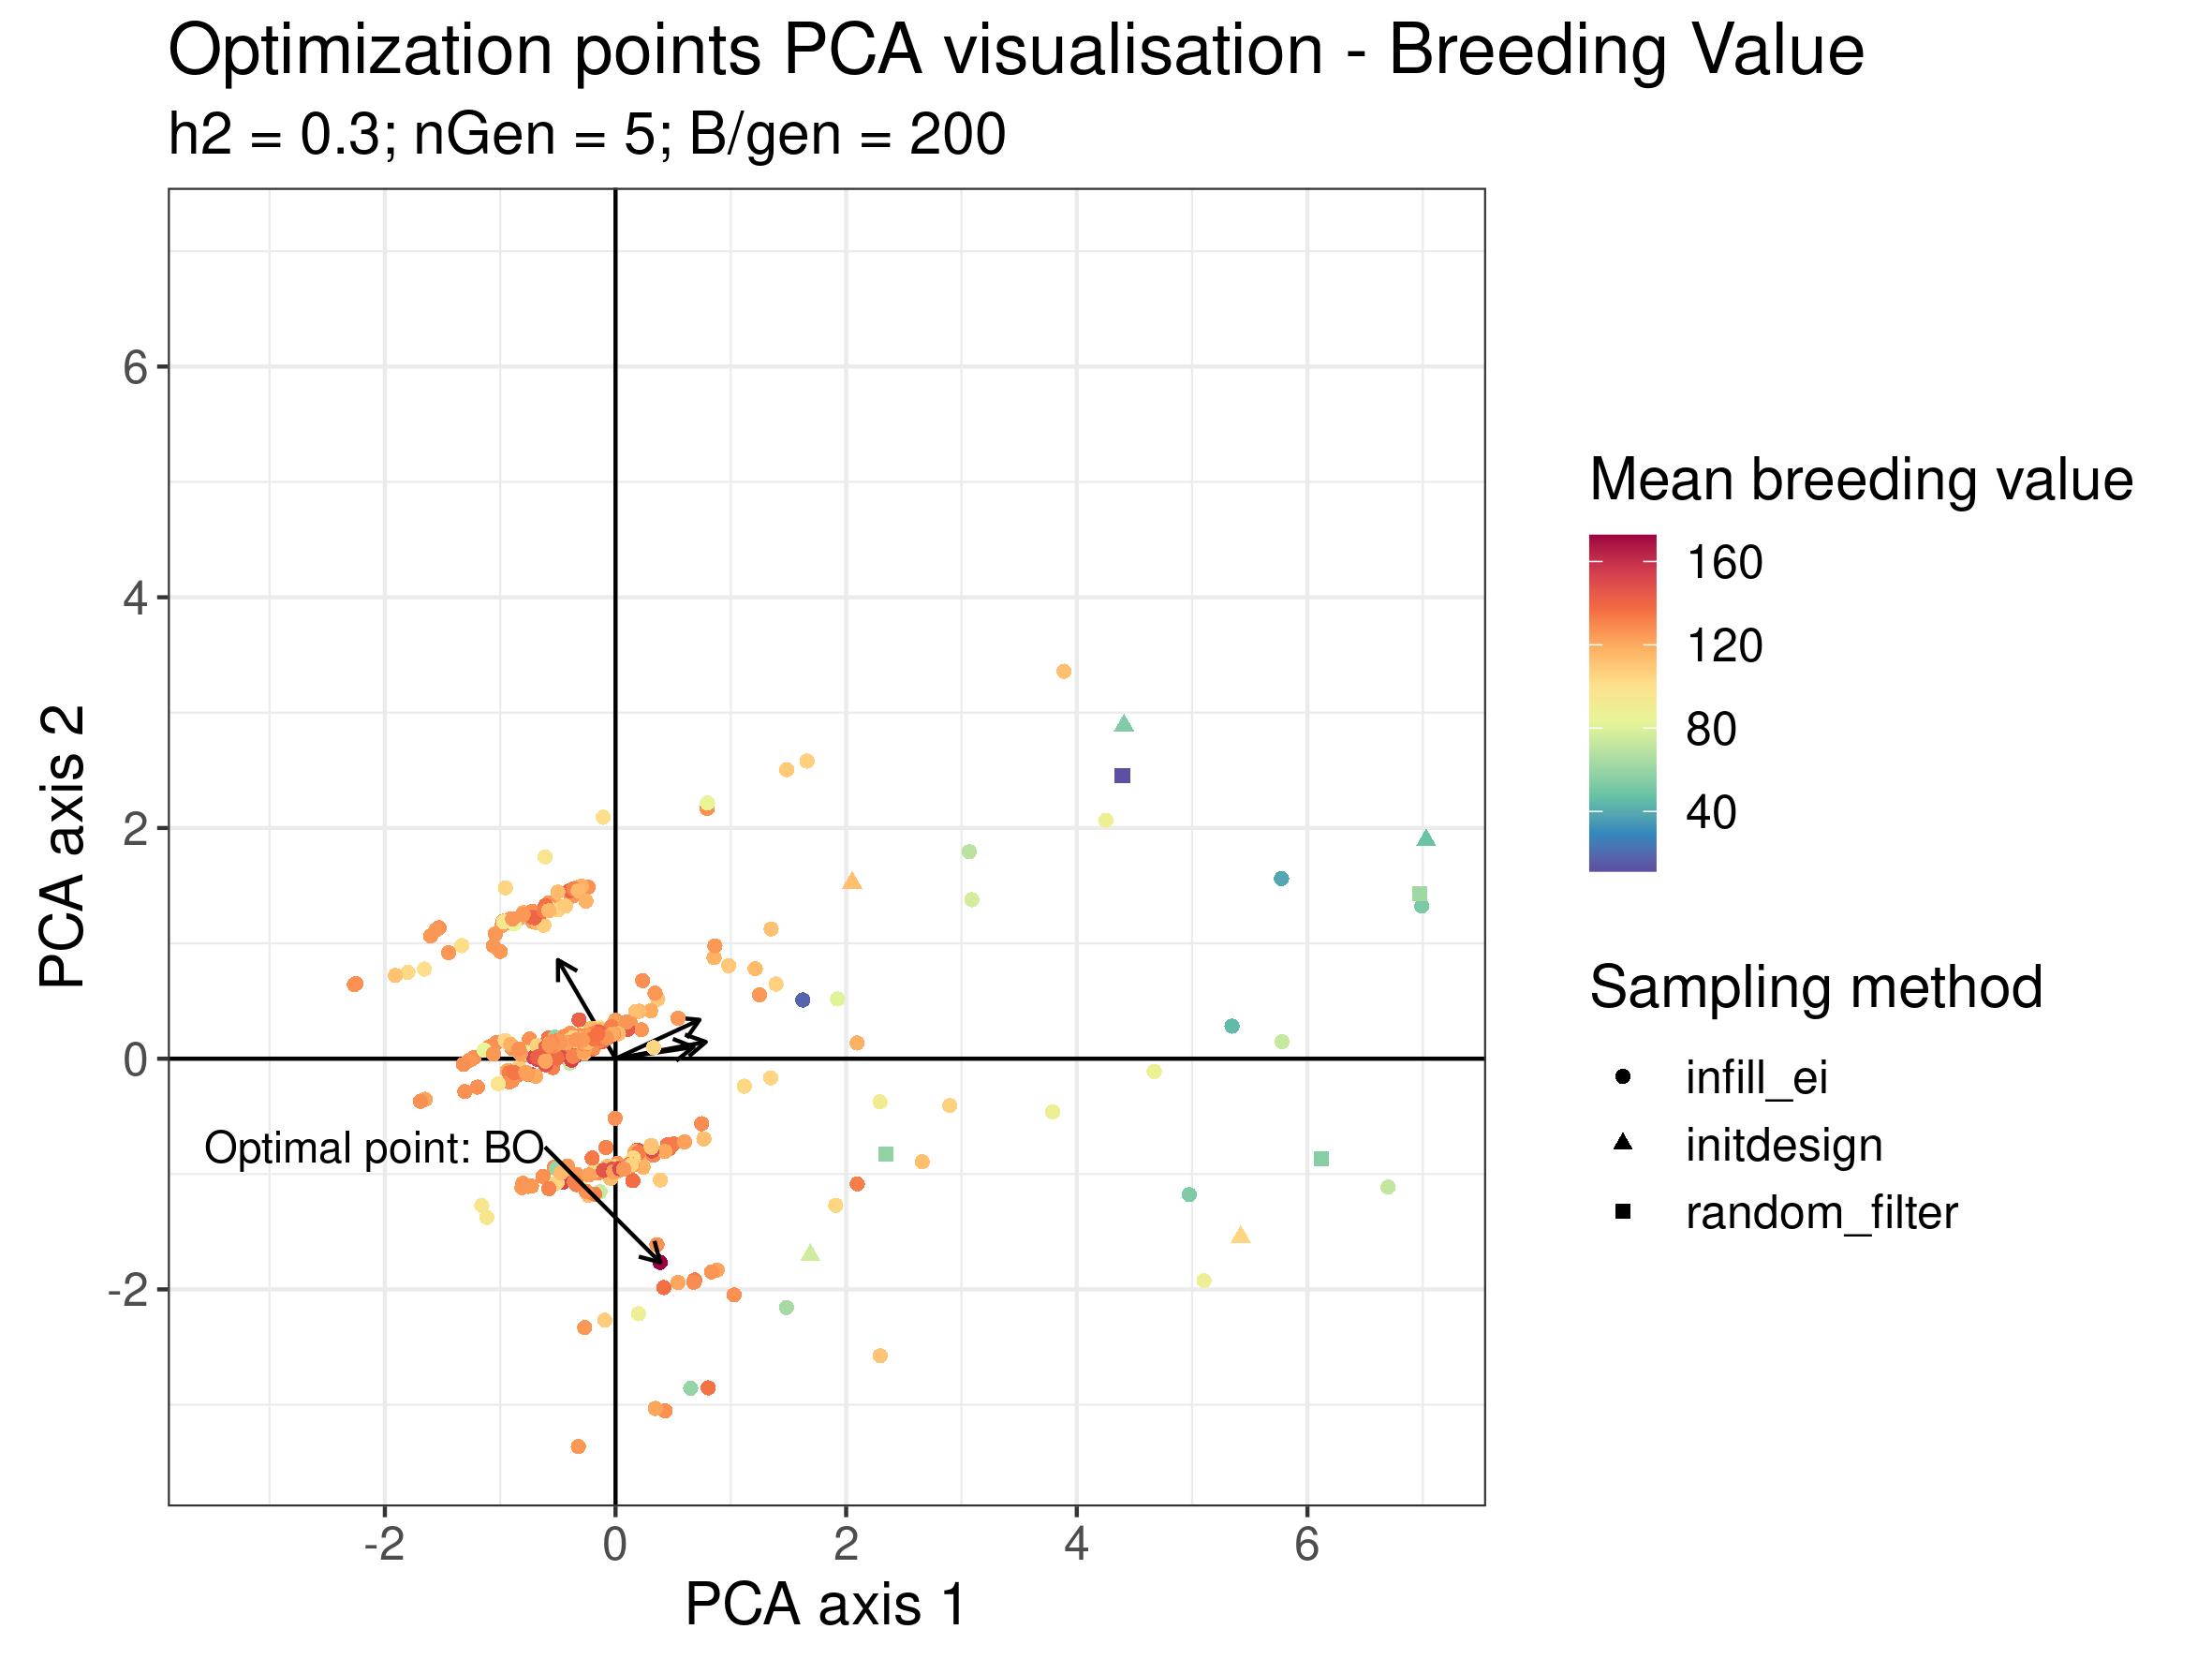 Optimization points PCA visualisation - Breeding Value
h2 = 0.3; nGen = 5; B/gen = 200
PCA axis 2
6
4
2
0
-2
Optimal point: BO
-2
0
2
4
6
PCA axis 1
Mean breeding value
160
120
80
40
Sampling method
infill_ei
initdesign
random_filter